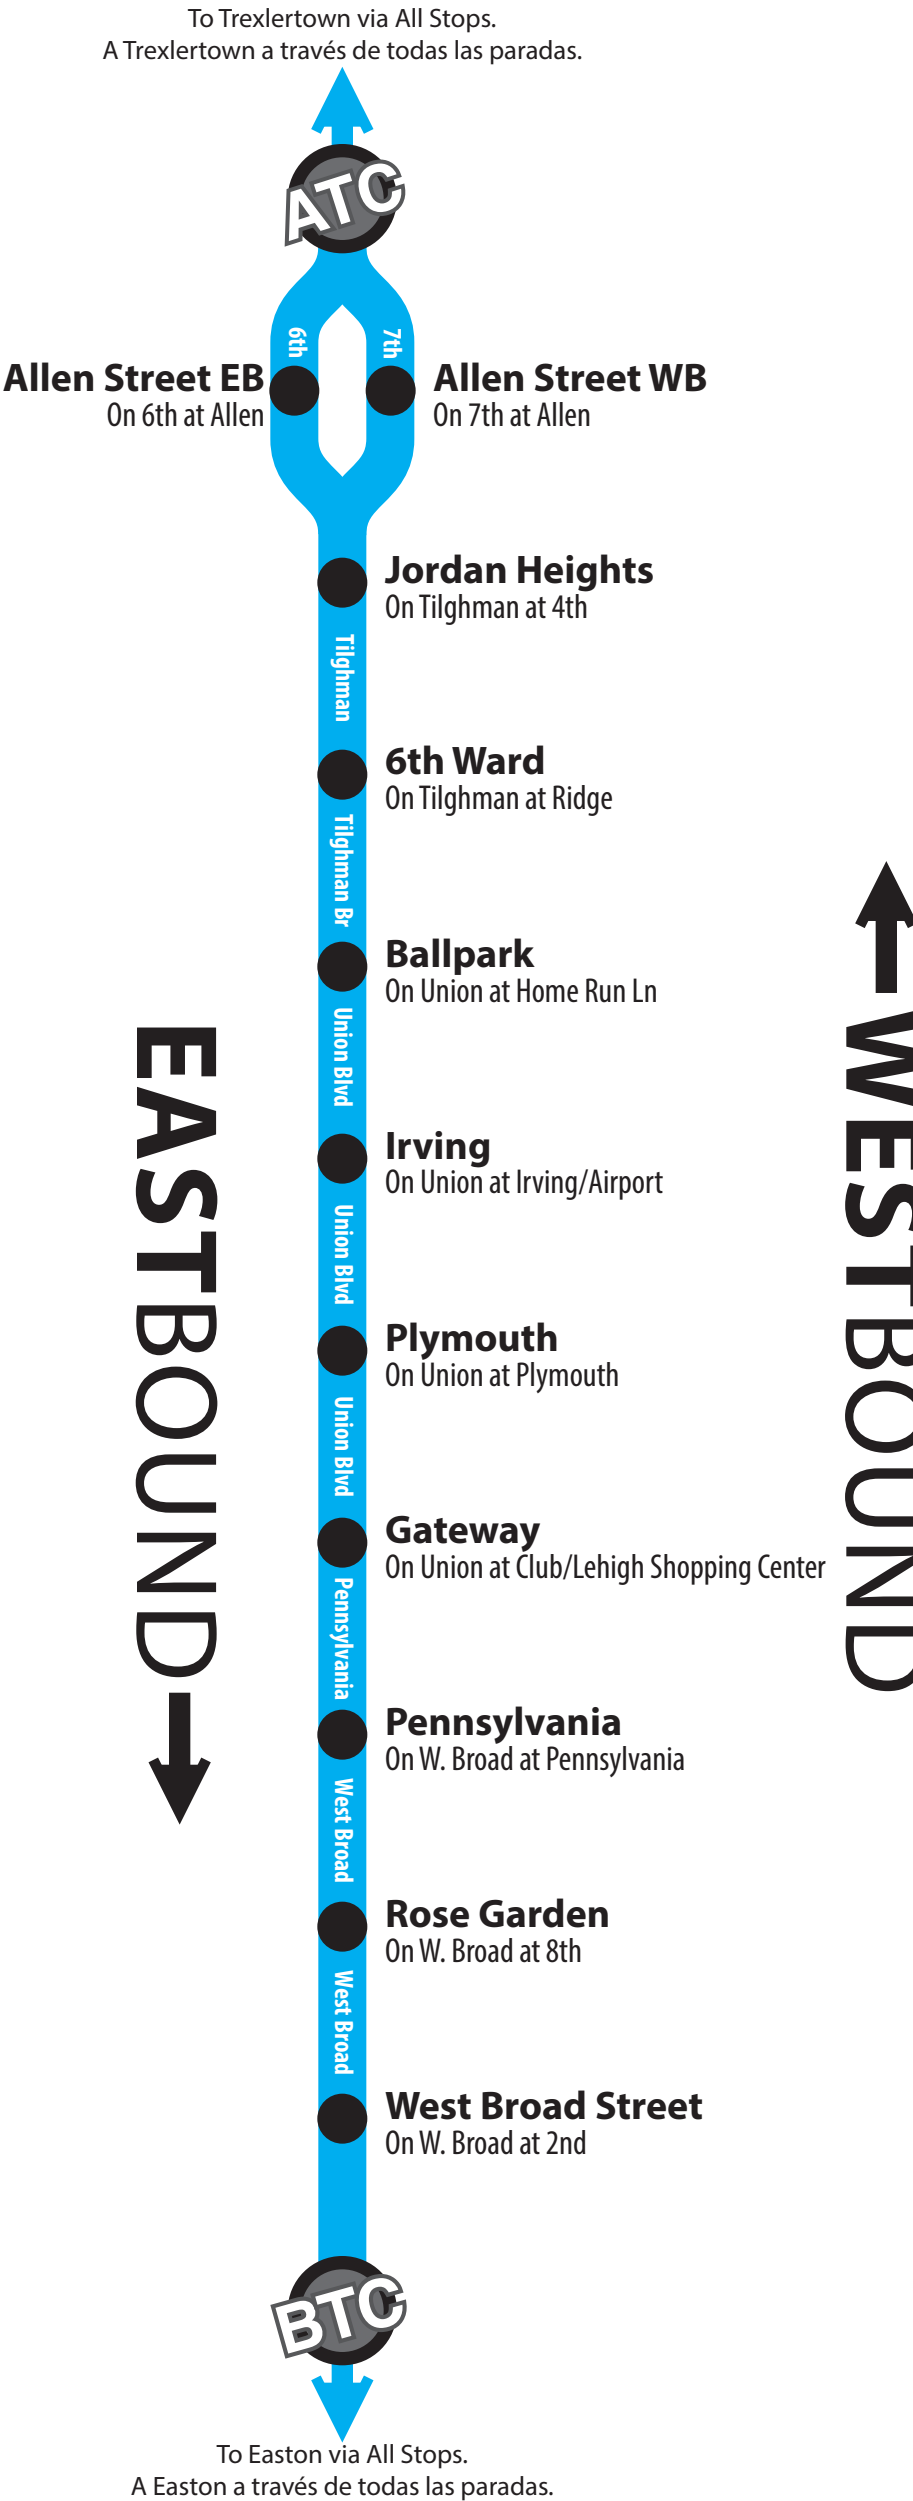 To Trexlertown via All Stops.
A Trexlertown a través de todas las paradas.
ATC
6th
7th
Allen Street EB
On 6th at Allen
Allen Street WB
On 7th at Allen
Jordan Heights
On Tilghman at 4th
Tilghman
6th Ward
On Tilghman at Ridge
Tilghman Br
Ballpark
On Union at Home Run Ln
Union Blvd
EASTBOUND
WESTBOUND
Irving
On Union at Irving/Airport
Union Blvd
Plymouth
On Union at Plymouth
Union Blvd
Gateway
On Union at Club/Lehigh Shopping Center
Pennsylvania
Pennsylvania
On W. Broad at Pennsylvania
West Broad
Rose Garden
On W. Broad at 8th
West Broad
West Broad Street
On W. Broad at 2nd
BTC
To Easton via All Stops.
A Easton a través de todas las paradas.